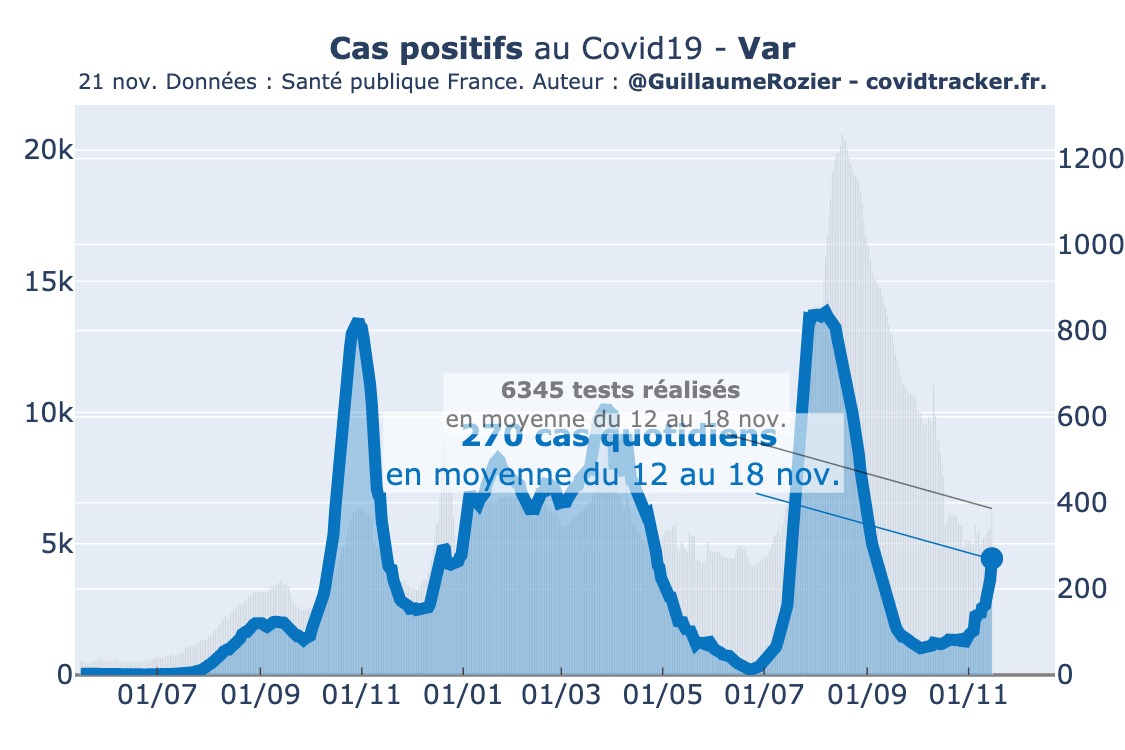 Cas positifs au Covid19 - Var
21 nov. Données : Santé publique France. Auteur : @GuillaumeRozier - covidtracker.fr.
20k
1200
1000
15k
800
6345 tests réalisés
en moyenne du 12 au 18 nov.
10k
600
270 cas quotidiens
en moyenne du 12 au 18 nov.
400
5k
200
0
0
01/07 01/09 01/11 01/01 01/03 01/05 01/07 01/09 01/11